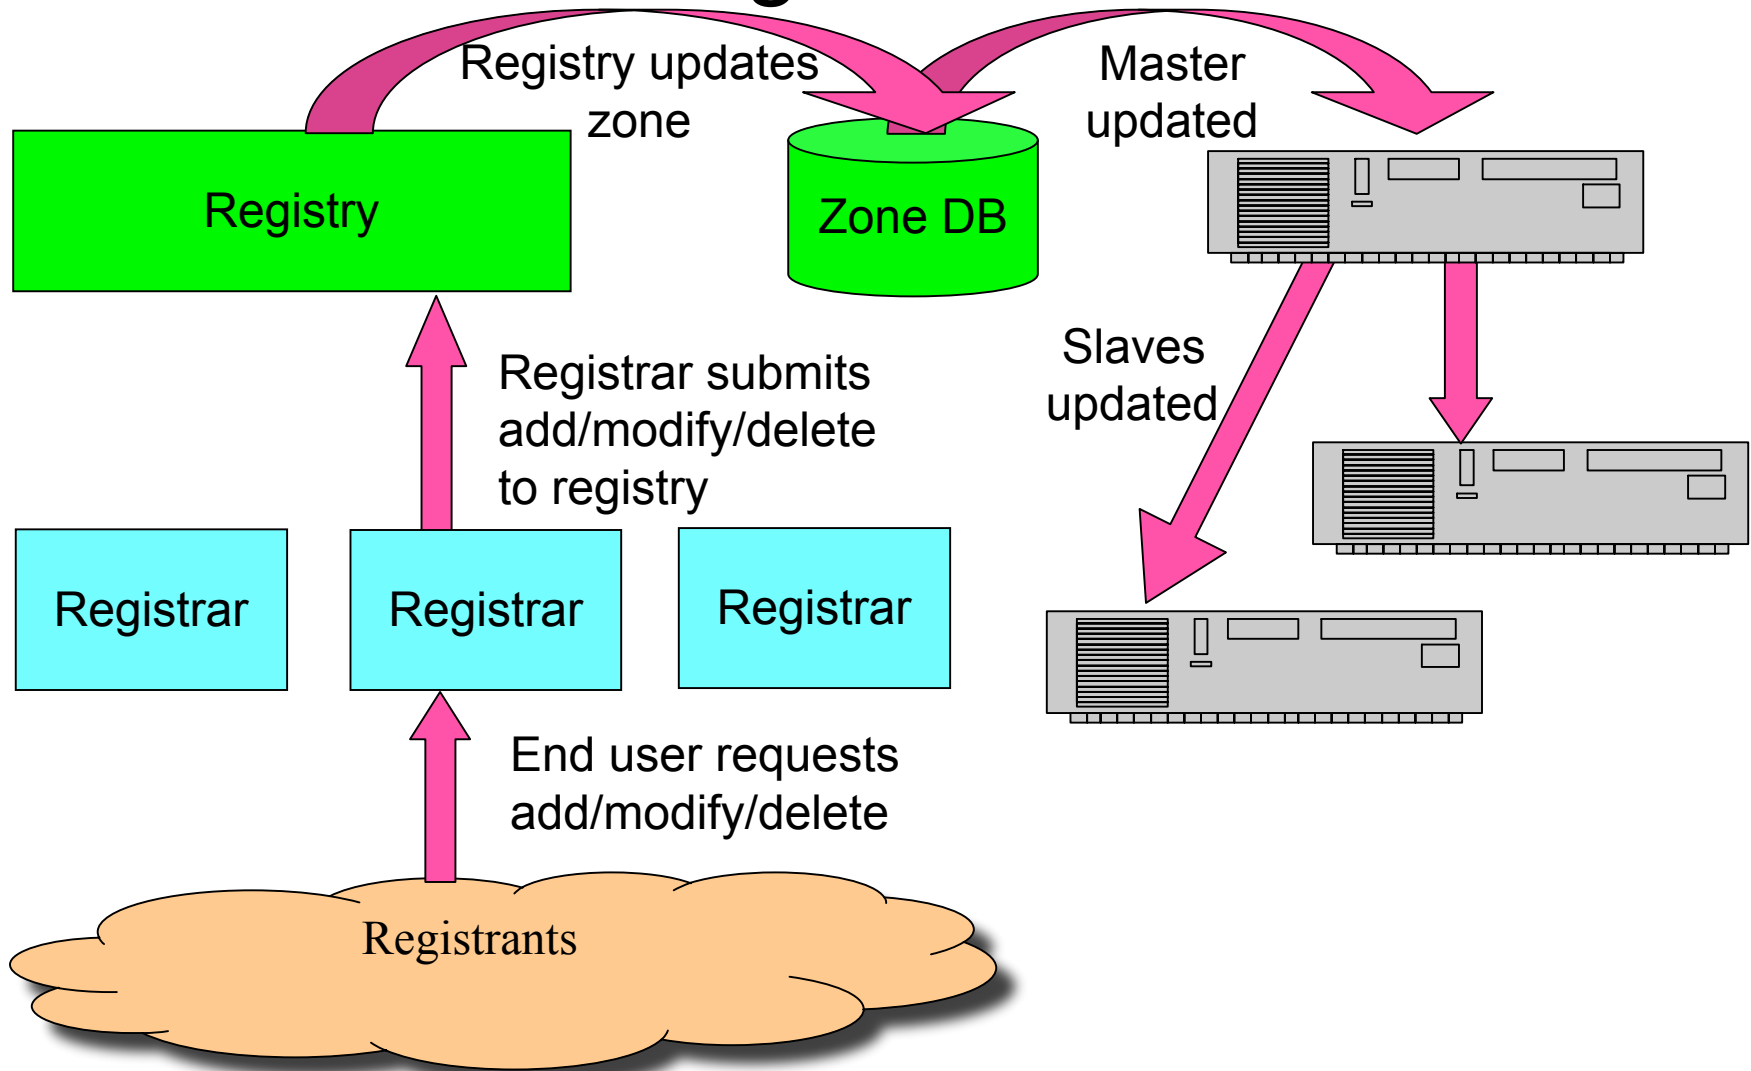 Registry updates
zone
Master
updated
Registry
Zone DB
Slaves
updated
Registrar submits
add/modify/delete
to registry
Registrar
Registrar
Registrar
End user requests
add/modify/delete
Registrants